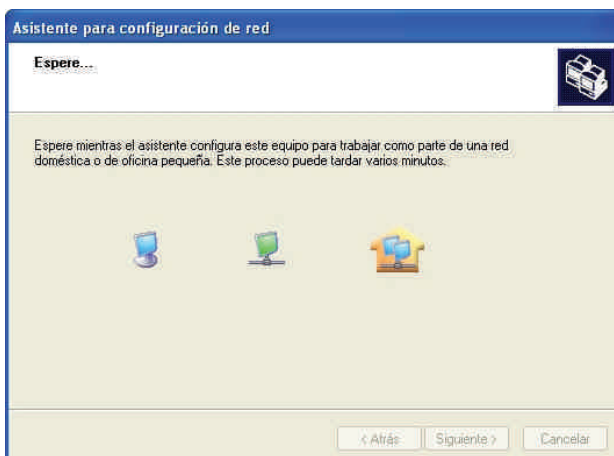 Asistente para configuración de red
Espere...
Espere mientras el asistente configura este equipo para trabajar como parte de una red
doméstica o de oficina pequeña. Este proceso puede tardar varios minutos.
< Atrás Siguiente > Cancelar